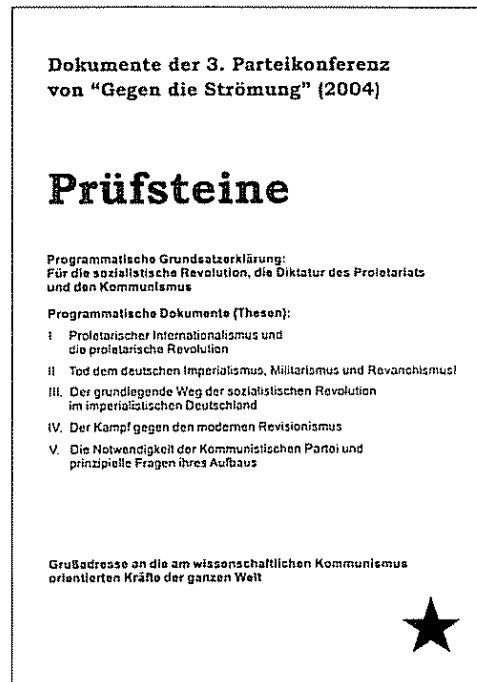 Dokumente der 3. Parteikonferenz
von "Gegen die Strömung" (2004)
Prüfsteine
Programmatische Grundsatzerklärung:
Für die sozialistische Revolution, die Diktatur des Proletariats
und den Kommunismus
Programmatische Dokumente (Thesen):
I Proletarischer Internationalismus und
die proletarische Revolution
II Tod dem deutschen Imperialismus, Militarismus und Revanchismus!
III. Der grundlegende Weg der sozialistischen Revolution
im imperialistischen Deutschland
IV. Der Kampf gegen den modernen Revisionismus
V. Die Notwendigkeit der Kommunistischen Partei und
prinzipielle Fragen ihres Aufbaus
Grußadresse an die am wissenschaftlichen Kommunismus
orientierten Kräfte der ganzen Welt